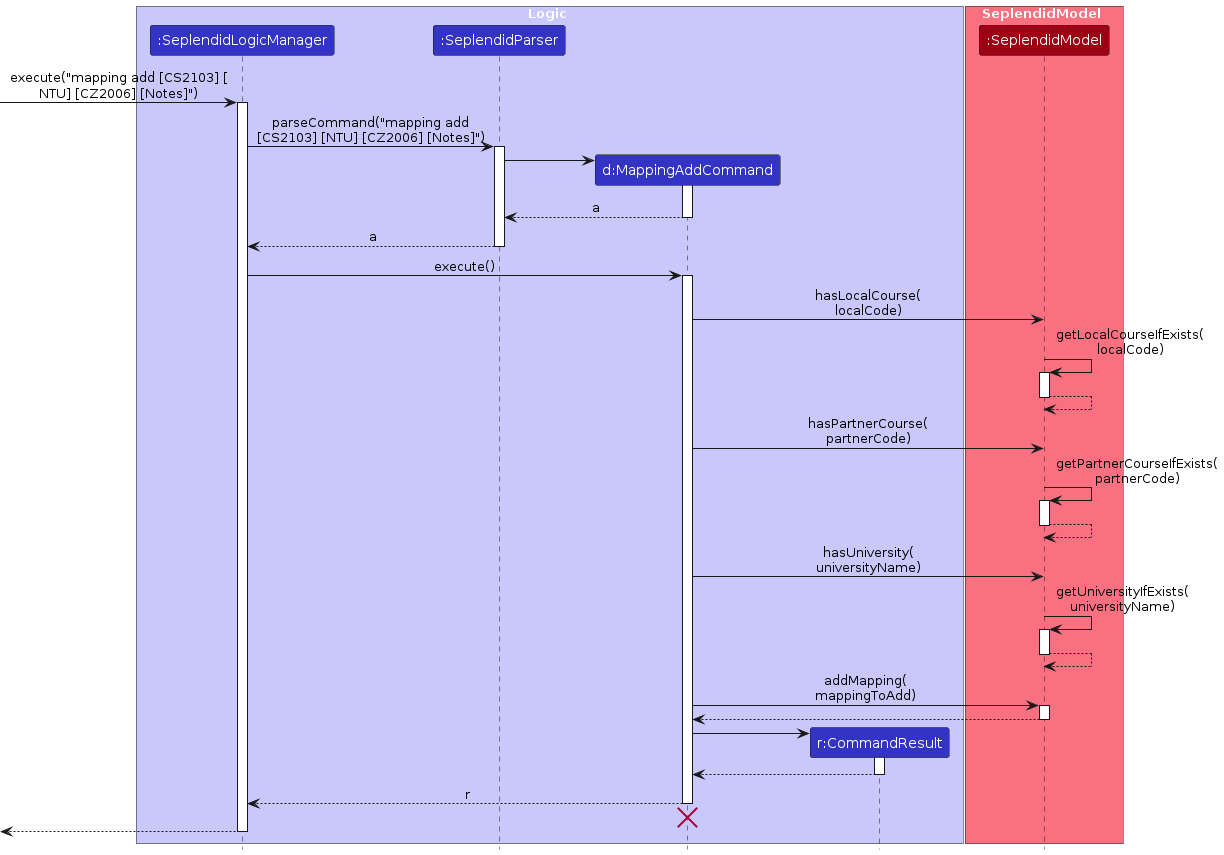 Logic
SeplendidModel
:SeplendidLogicManager
:SeplendidParser
:SeplendidModel
execute("mapping add [CS2103] [
NTU] [CZ2006] [Notes]")
parseCommand("mapping add
[CS2103] [NTU] [CZ2006] [Notes]")
d:MappingAddCommand
a
a
execute()
hasLocalCourse(
localCode)
getLocalCourseIfExists(
localCode)
hasPartnerCourse(
partnerCode)
getPartnerCourseIfExists(
partnerCode)
hasUniversity(
universityName)
getUniversityIfExists(
universityName)
addMapping(
mappingToAdd)
r:CommandResult
r